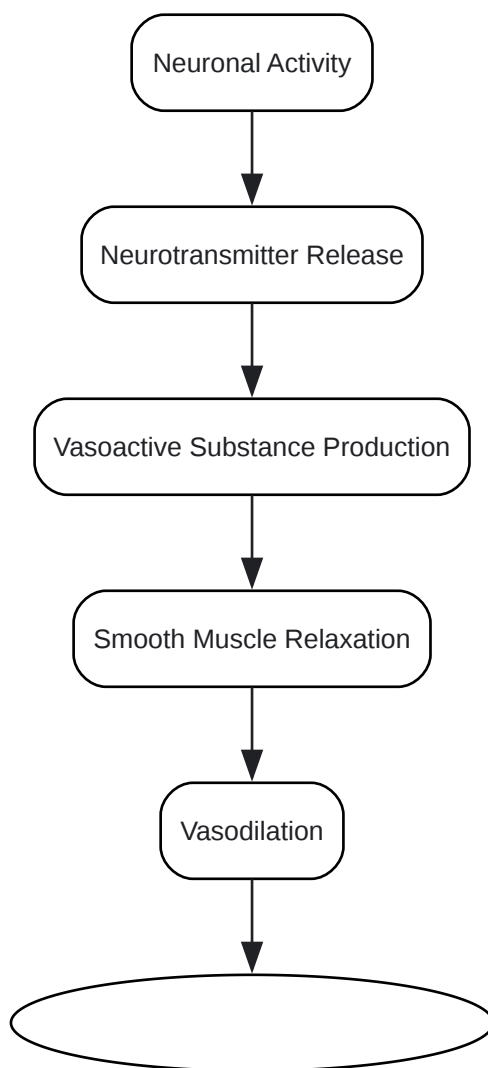 Neuronal Activity
Neurotransmitter Release
Vasoactive Substance Production
Smooth Muscle Relaxation
Vasodilation